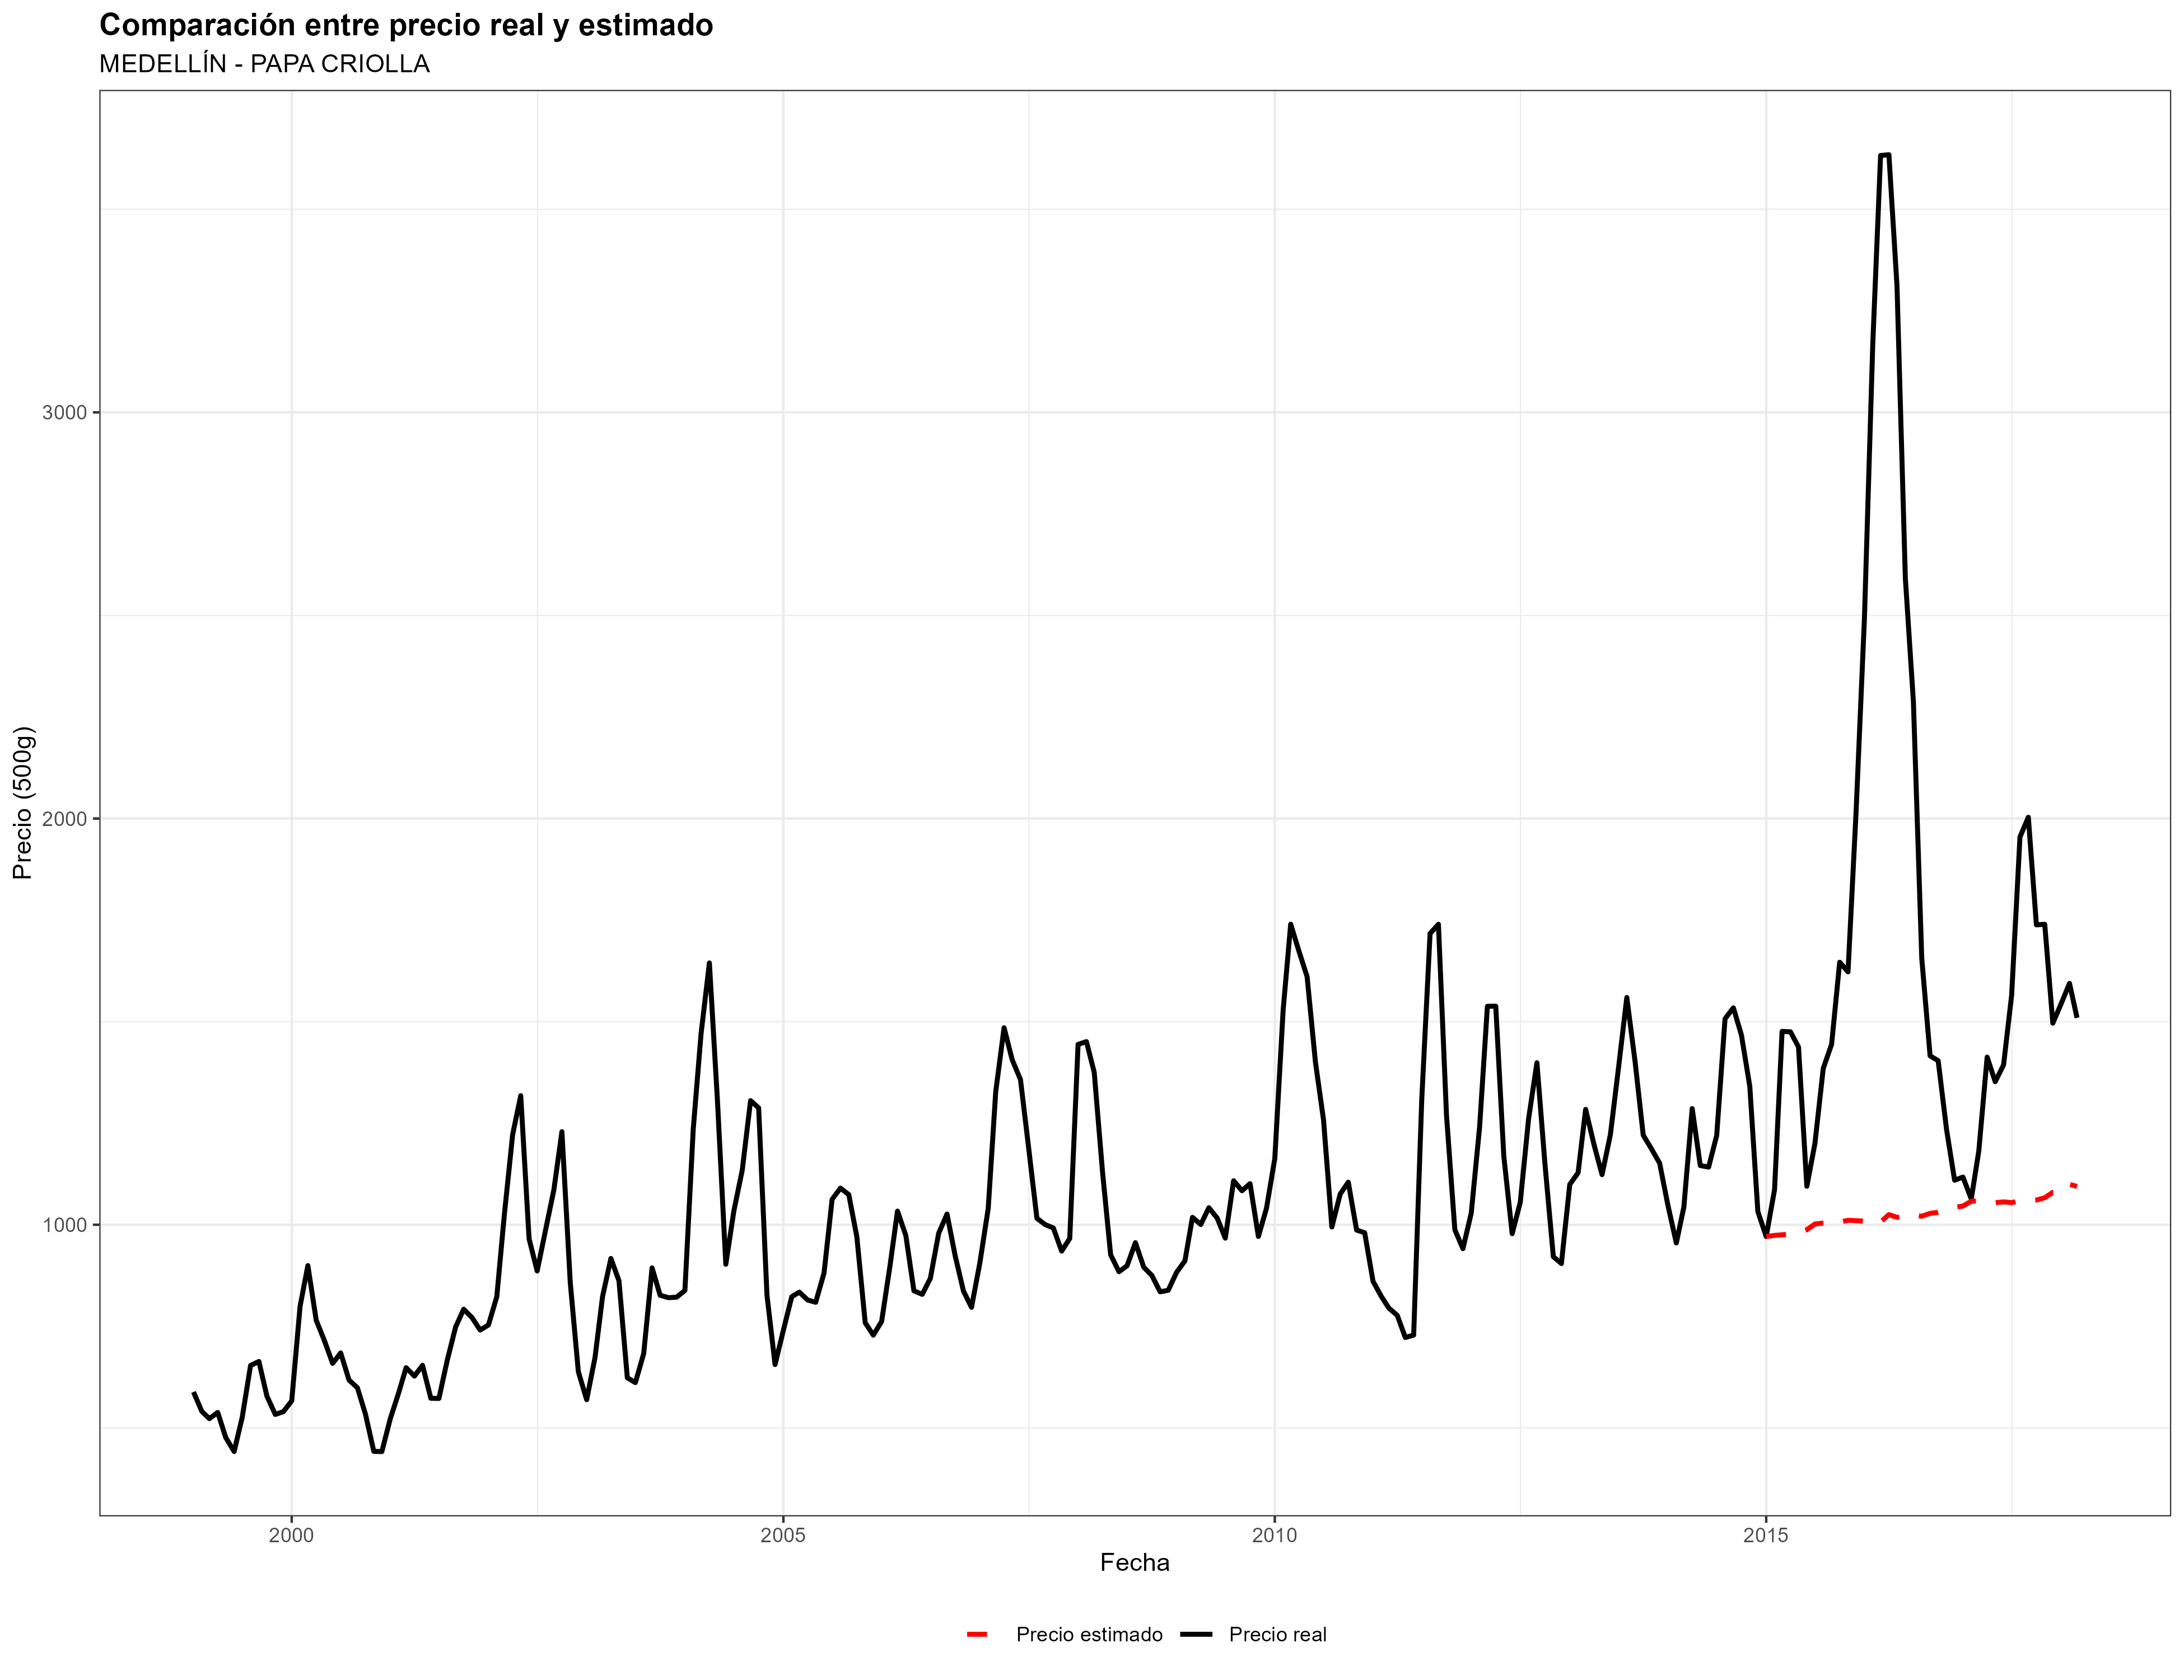 Comparación entre precio real y estimado
MEDELLÍN - PAPA CRIOLLA
Precio (500g)
3000
2000
1000
2000
2005
2010
2015
Fecha
Precio estimado
Precio real